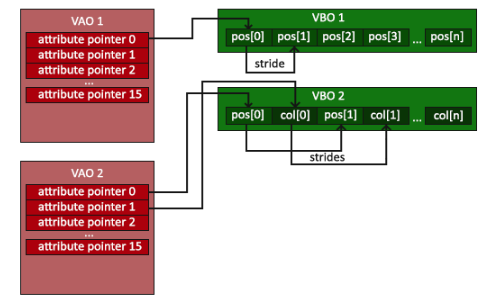 VAO 1
attribute pointer 0
attribute pointer 1
attribute pointer 2
...
attribute pointer 15
VBO 1
pos[0] pos[1] pos[2] pos[3] ... pos[n]
stride
VBO 2
pos[0] col[0] pos[1] col[1] ... col[n]
strides
VAO 2
attribute pointer 0
attribute pointer 1
attribute pointer 2
...
attribute pointer 15